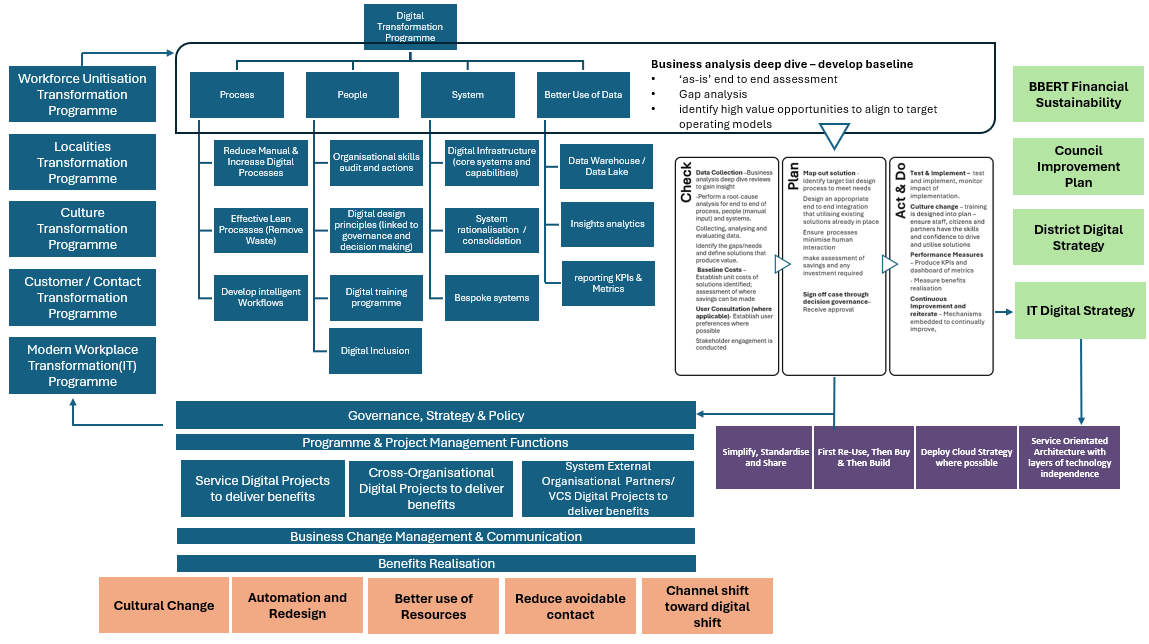 Digital
Transformation
Programme
Workforce Unitisation
Transformation
Programme
Localities
Transformation
Programme
Culture
Transformation
Programme
Customer / Contact
Transformation
Programme
Modern Workplace
Transformation(IT)
Programme
Process
People
System
Better Use of Data
Business analysis deep dive – develop baseline
• ‘as-is’ end to end assessment
• Gap analysis
• identify high value opportunities to align to target
operating models
Reduce Manual &
Increase Digital
Processes
Effective Lean
Processes (Remove
Waste)
Develop intelligent
Workflows
Organisational skills
audit and actions
Digital design
principles (linked to
governance and
decision making)
Digital training
programme
Digital Inclusion
Digital Infrastructure
(core systems and
capabilities)
System
rationalisation /
consolidation
Bespoke systems
Data Warehouse /
Data Lake
Insights analytics
reporting KPIs &
Metrics
Check
Data Collection –Business
analysis deep dive reviews
to gain insight
-Perform a root-cause
analysis for end to end of
process, people (manual
input) and systems.
Collecting, analysing and
evaluating data.
Identify the gaps/needs
and define solutions that
produce value.
Baseline Costs –
Establish unit costs of
solutions identified;
assessment of where
savings can be made
User Consultation (where
applicable)- Establish user
preferences where
possible
Stakeholder engagement is
conducted
Plan
Map out solution -
Identify target list design
process to meet needs
Design an appropriate
end to end integration
that utilising existing
solutions already in place
Ensure processes
minimise human
interaction
make assessment of
savings and any
investment required
Sign off case through
decision governance-
Receive approval
Act & Do
Test & Implement – test
and implement, monitor
impact of
implementation.
Culture change – training
is designed into plan –
ensure staff, citizens and
partners have the skills
and confidence to drive
and utilise solutions
Performance Measures
- Produce KPIs and
dashboard of metrics
- Measure benefits
realisation
Continuous
improvement and
reiterate – Mechanisms
embedded to continually
improve,
BBERT Financial
Sustainability
Council
Improvement
Plan
District Digital
Strategy
IT Digital Strategy
Governance, Strategy & Policy
Programme & Project Management Functions
Service Digital Projects
to deliver benefits
Cross-Organisational
Digital Projects to deliver
benefits
System External
Organisational Partners/
VCS Digital Projects to
deliver benefits
Business Change Management & Communication
Benefits Realisation
Simplify, Standardise
and Share
First Re-Use, Then Buy
& Then Build
Deploy Cloud Strategy
where possible
Service Orientated
Architecture with
layers of technology
independence
Cultural Change
Automation and
Redesign
Better use of
Resources
Reduce avoidable
contact
Channel shift
toward digital
shift